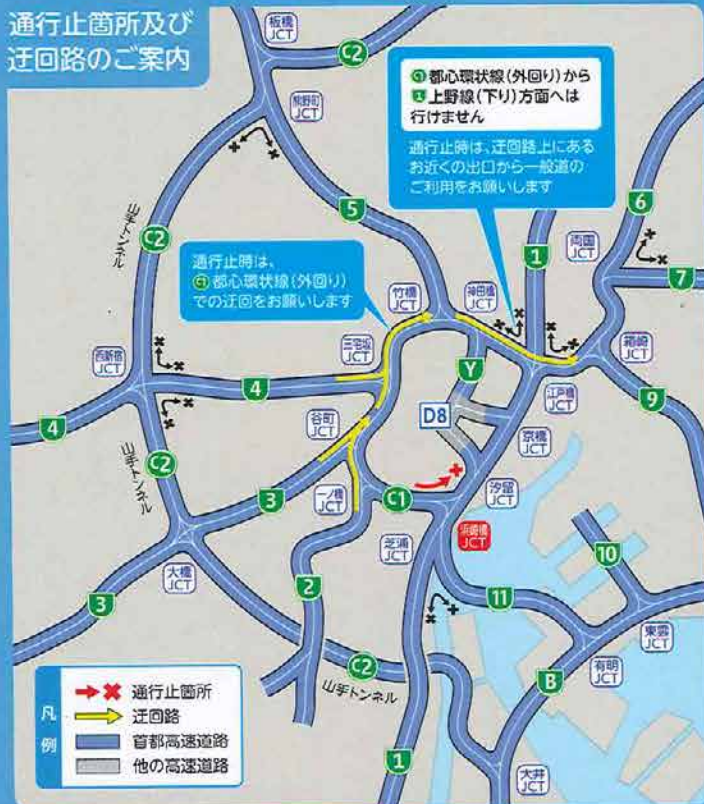 通行止箇所及び
迂回路のご案内
板橋
JCT
C2
C1 都心環状線(外回り)から
1 上野線(下り)方面へは
行けません
通行止時は、迂回路上にある
お近くの出口から一般道の
ご利用をお願いします
熊野町
JCT
5
6
1
両国
JCT
7
山手トンネル
C2
通行止時は、
C1 都心環状線(外回り)
での迂回をお願いします
竹橋
JCT
神田橋
JCT
三宅坂
JCT
箱崎
JCT
西新宿
JCT
4
Y
江戸橋
JCT
9
4
谷町
JCT
D8
京橋
JCT
山手トンネル
C2
3
一ノ橋
JCT
C1
汐留
JCT
芝浦
JCT
浜崎橋
JCT
10
大橋
JCT
2
11
3
東雲
JCT
有明
JCT
C2
山手トンネル
B
凡例
通行止箇所
迂回路
首都高速道路
他の高速道路
1
大井
JCT